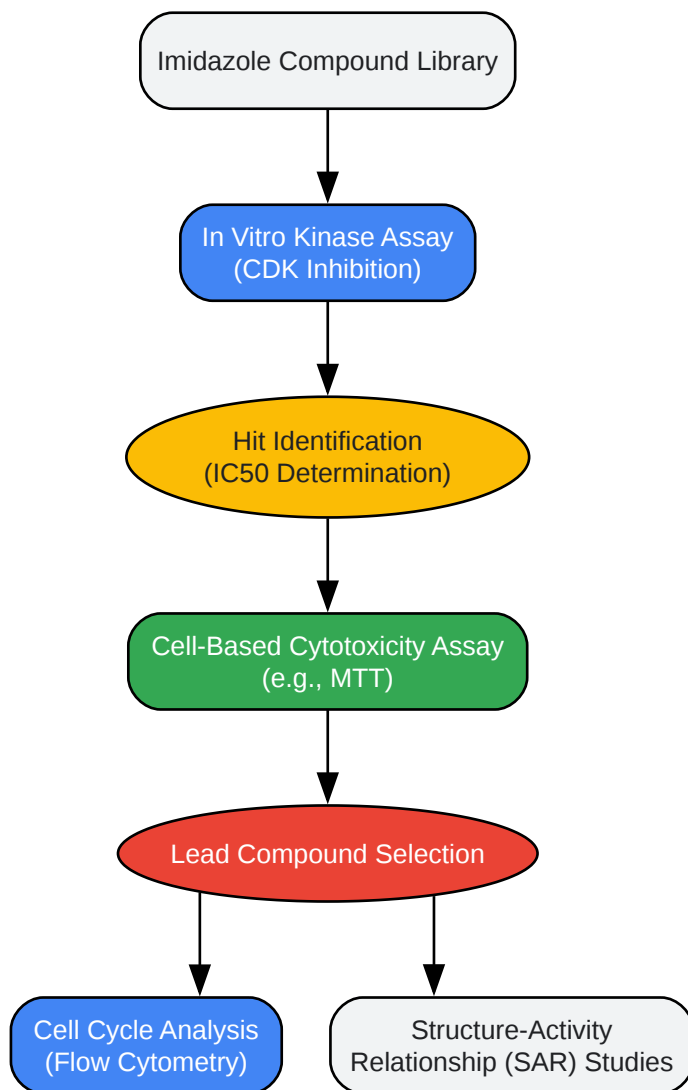 Imidazole Compound Library
In Vitro Kinase Assay
(CDK Inhibition)
Hit Identification
(IC50 Determination)
Cell-Based Cytotoxicity Assay
(e.g., MTT)
Lead Compound Selection
Cell Cycle Analysis
(Flow Cytometry)
Structure-Activity
Relationship (SAR) Studies